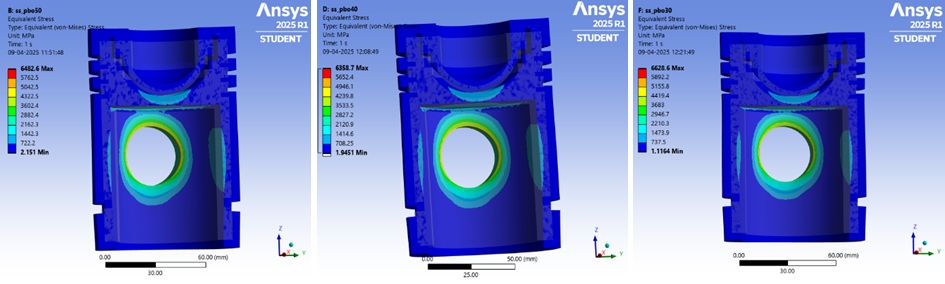 B: ss_pbo50
Equivalent Stress
Type: Equivalent (von-Mises) Stress
Unit: MPa
Time: 1 s
09-04-2025 11:51:48
6482.6 Max
5762.5
5042.5
4322.5
3602.4
2882.4
2162.3
1442.3
722.2
2.151 Min
Ansys
2025 R1
STUDENT
Z
X
Y
0.00
60.00 (mm)
30.00
D: ss_pbo40
Equivalent Stress
Type: Equivalent (von-Mises) Stress
Unit: MPa
Time: 1 s
09-04-2025 12:08:49
6358.7 Max
5652.4
4946.1
4239.8
3533.5
2827.2
2120.9
1414.6
708.25
1.9451 Min
Ansys
2025 R1
STUDENT
Z
X
Y
0.00
50.00 (mm)
25.00
F: ss_pbo30
Equivalent Stress
Type: Equivalent (von-Mises) Stress
Unit: MPa
Time: 1 s
09-04-2025 12:21:49
6628.6 Max
5892.2
5155.8
4419.4
3683
2946.7
2210.3
1473.9
737.5
1.1164 Min
Ansys
2025 R1
STUDENT
Z
X
Y
0.00
60.00 (mm)
30.00